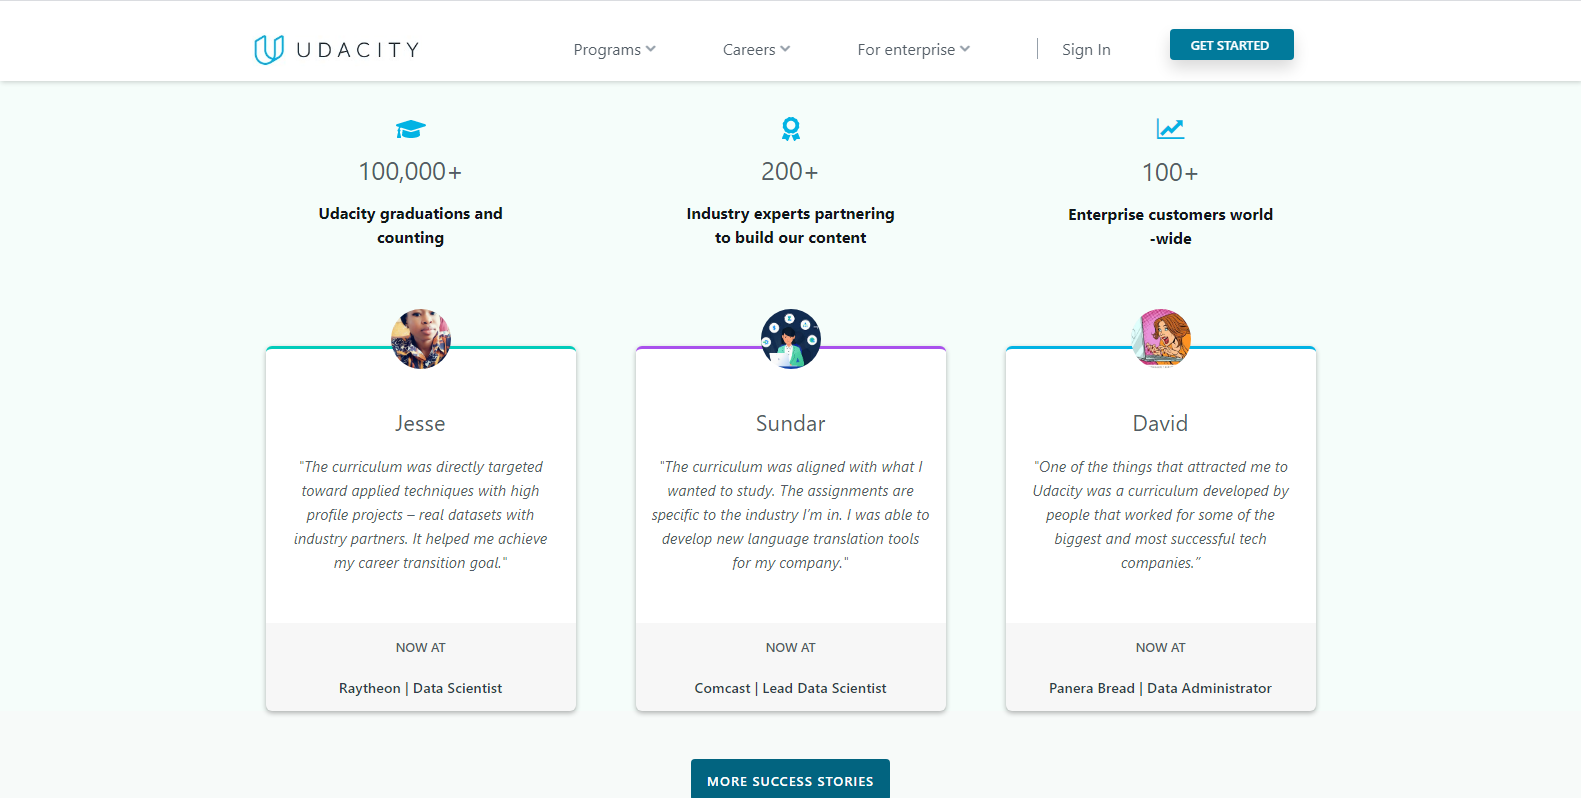 UDACITY
Programs
Careers
For enterprise
Sign In
GET STARTED
100,000+
Udacity graduations and
counting
200+
Industry experts partnering
to build our content
100+
Enterprise customers world
-wide
Jesse
"The curriculum was directly targeted
toward applied techniques with high
profile projects – real datasets with
industry partners. It helped me achieve
my career transition goal."
NOW AT
Raytheon | Data Scientist
Sundar
"The curriculum was aligned with what I
wanted to study. The assignments are
specific to the industry I’m in. I was able to
develop new language translation tools
for my company."
NOW AT
Comcast | Lead Data Scientist
David
"One of the things that attracted me to
Udacity was a curriculum developed by
people that worked for some of the
biggest and most successful tech
companies.”
NOW AT
Panera Bread | Data Administrator
MORE SUCCESS STORIES